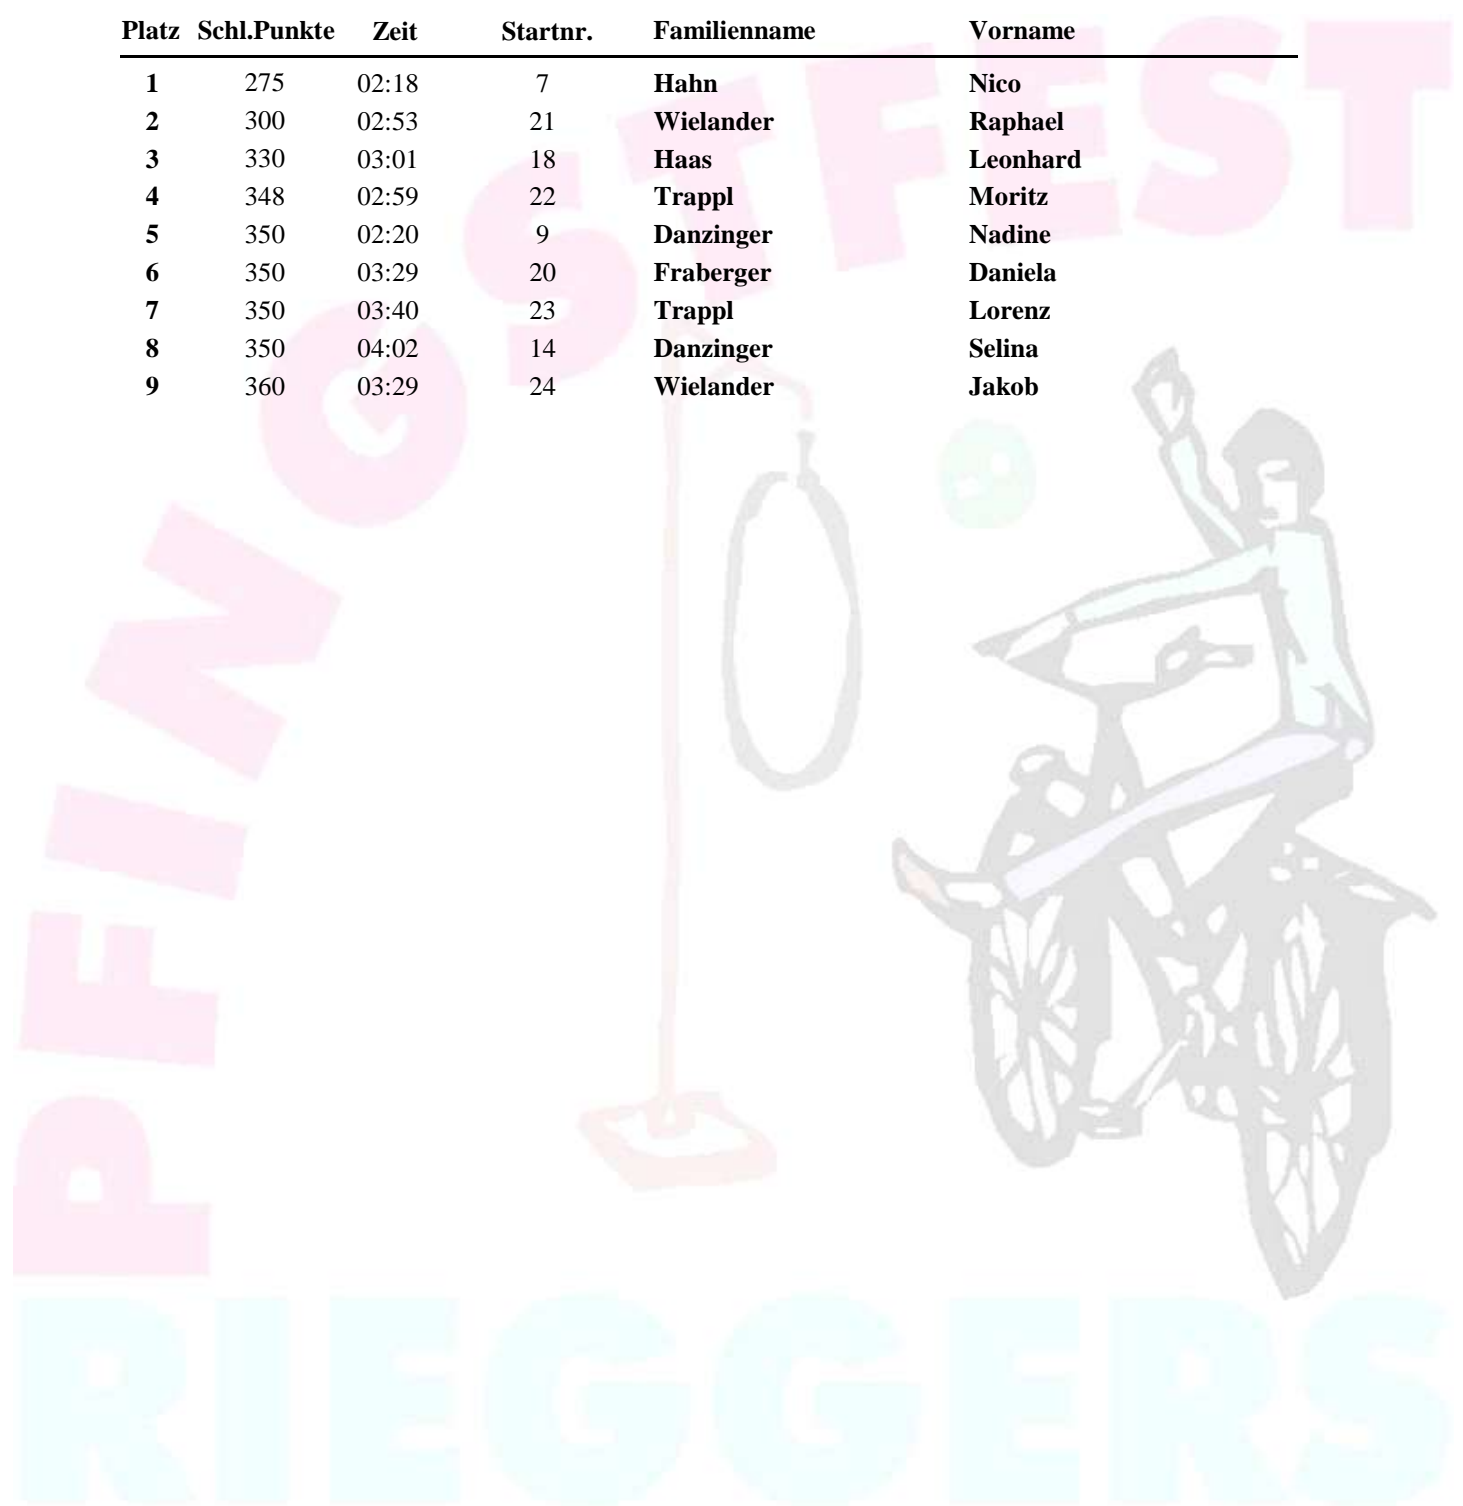 Platz Schl.Punkte Zeit Startnr. Familienname Vorname
1 275 02:18 7 Hahn Nico
2 300 02:53 21 Wielander Raphael
3 330 03:01 18 Haas Leonhard
4 348 02:59 22 Trappl Moritz
5 350 02:20 9 Danzinger Nadine
6 350 03:29 20 Fraberger Daniela
7 350 03:40 23 Trappl Lorenz
8 350 04:02 14 Danzinger Selina
9 360 03:29 24 Wielander Jakob
PFINGSTFEST
RIEGGERS